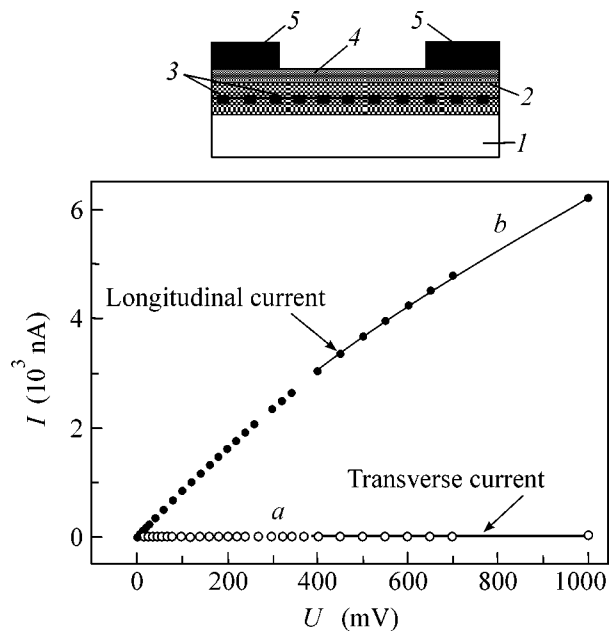 5 4 5
3 2
1
6
b
Longitudinal current
4
I (10³ nA)
2
Transverse current
a
0
0 200 400 600 800 1000
U (mV)